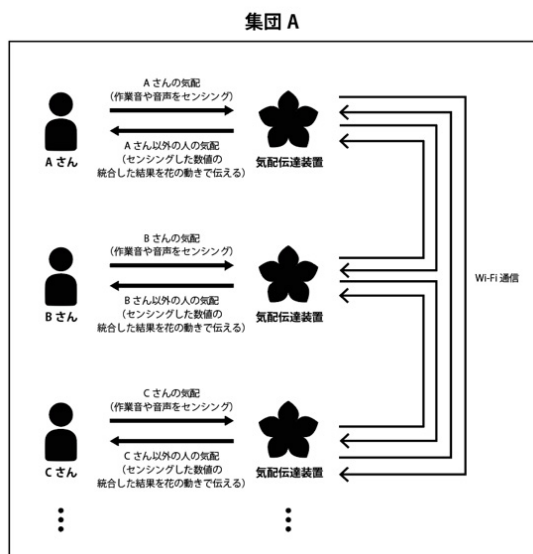 集団 A
A さんの気配
(作業音や音声をセンシング)
A さん以外の人の気配
(センシングした数値の
統合した結果を花の動きで伝える)
A さん
気配伝達装置
B さんの気配
(作業音や音声をセンシング)
B さん以外の人の気配
(センシングした数値の
統合した結果を花の動きで伝える)
B さん
気配伝達装置
Wi-Fi 通信
C さんの気配
(作業音や音声をセンシング)
C さん以外の人の気配
(センシングした数値の
統合した結果を花の動きで伝える)
C さん
気配伝達装置